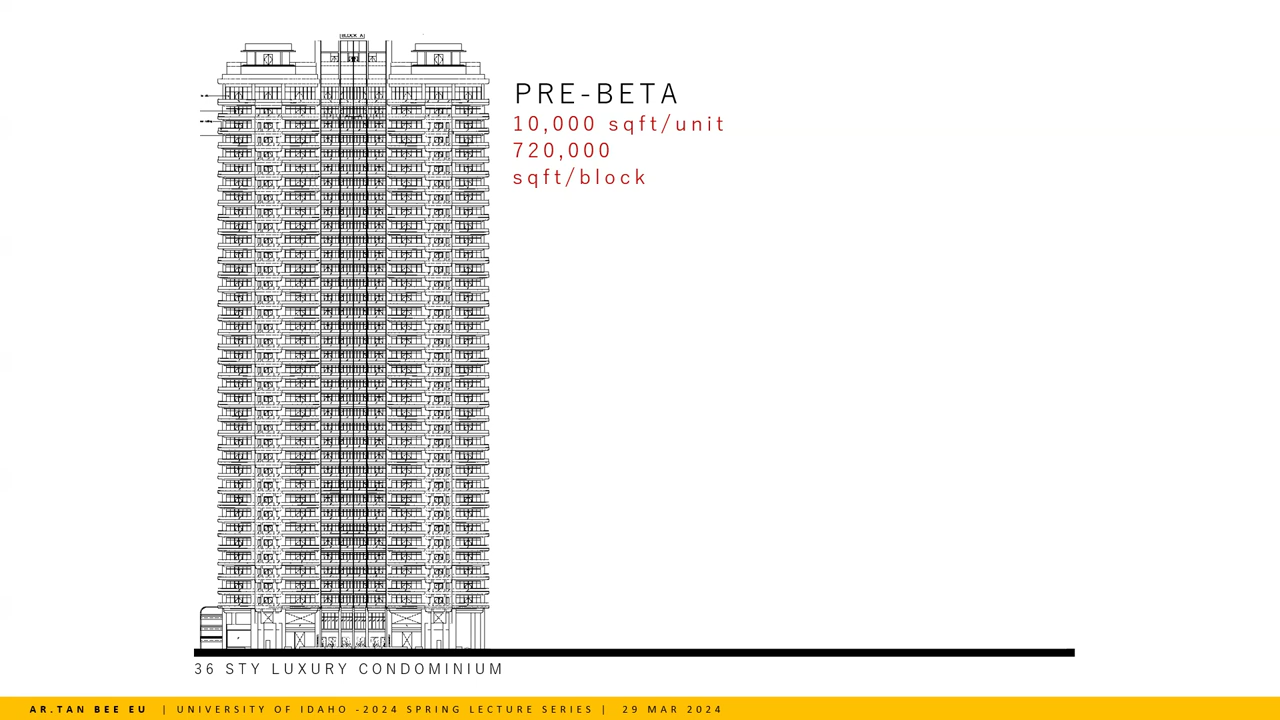 BLOCK A
PRE-BETA
10,000 sqft/unit
720,000
sqft/block
36 STY LUXURY CONDOMINIUM
AR.TAN BEE EU | UNIVERSITY OF IDAHO -2024 SPRING LECTURE SERIES | 29 MAR 2024